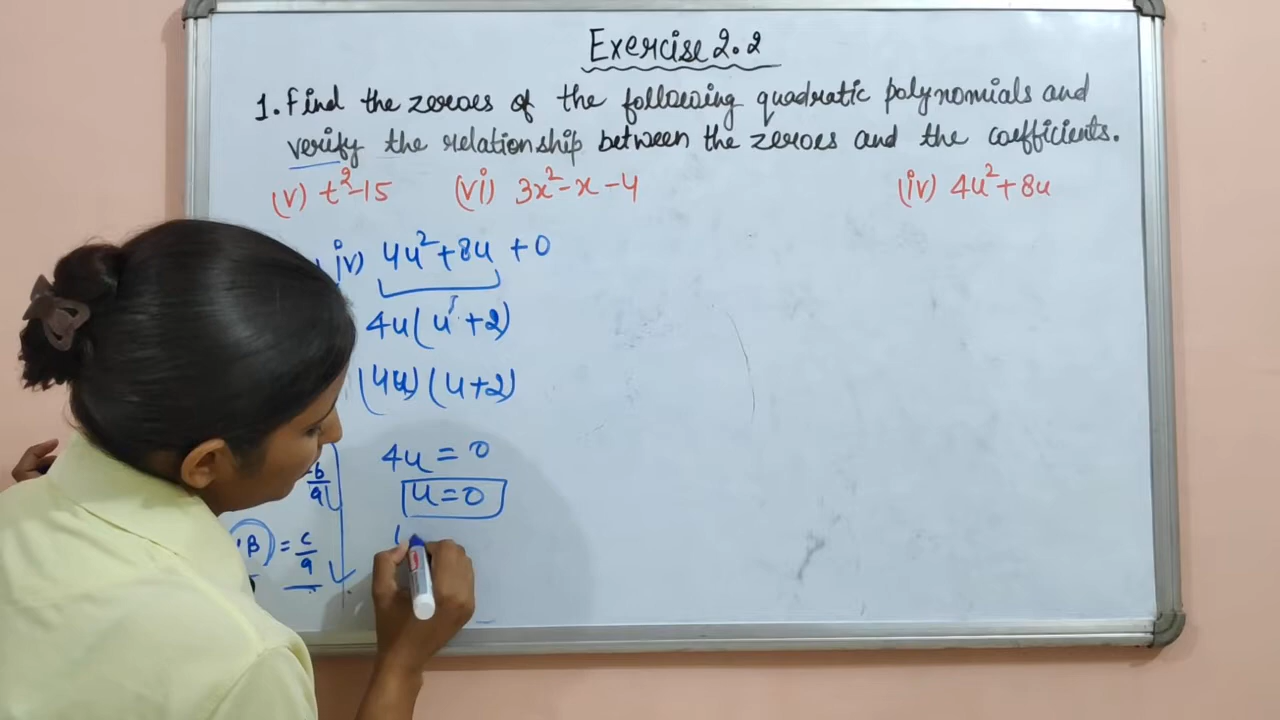 Exercise 2.2
1. Find the zeroes of the following quadratic polynomials and
verify the relationship between the zeroes and the coefficients.
(v) t²-15 (vi) 3x²-x-4 (iv) 4u²+8u
iv) 4u²+8u+0
4u(u+2)
(4u)(u+2)
4u=0
u=0
-b/a
β)=c/a